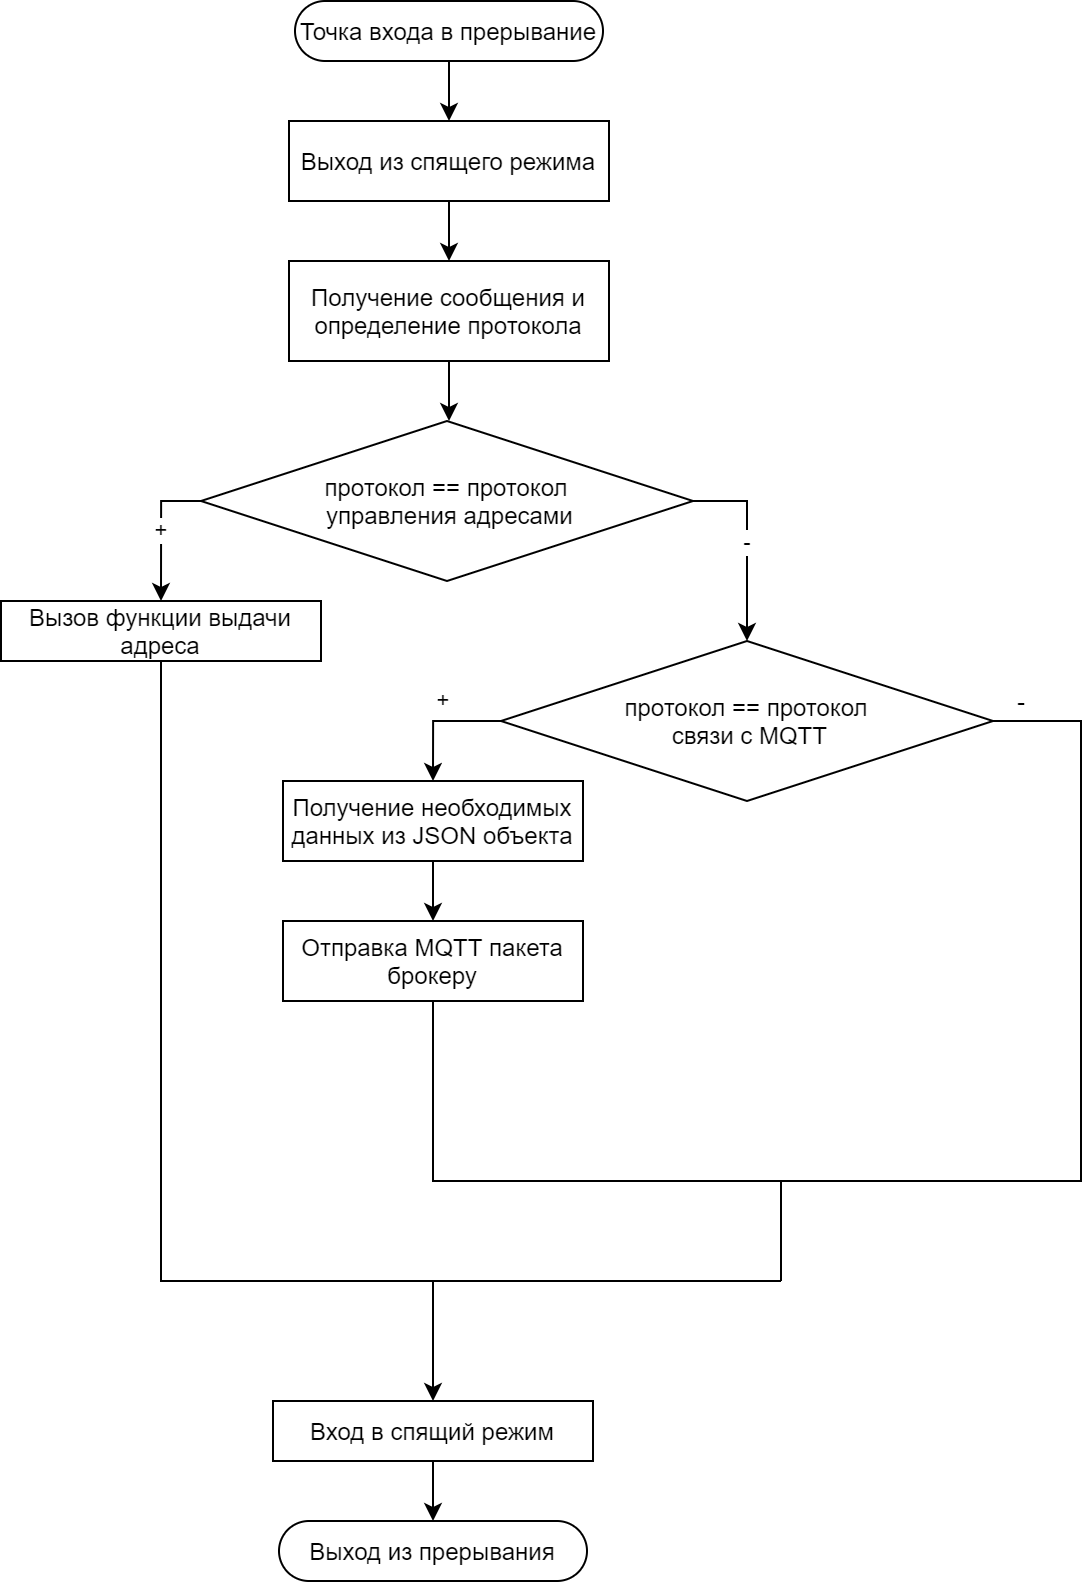 Точка входа в прерывание
Выход из спящего режима
Получение сообщения и
определение протокола
протокол == протокол
управления адресами
+
-
Вызов функции выдачи
адреса
+
-
протокол == протокол
связи с MQTT
Получение необходимых
данных из JSON объекта
Отправка MQTT пакета
брокеру
Вход в спящий режим
Выход из прерывания